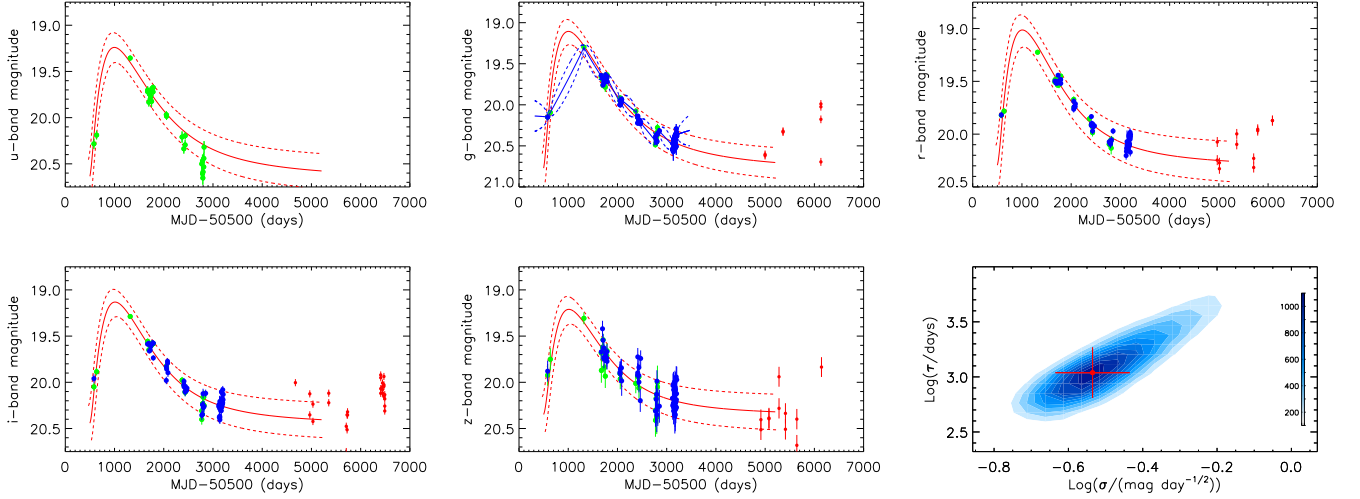 19.0
19.5
20.0
20.5
u-band magnitude
0 1000 2000 3000 4000 5000 6000 7000
MJD-50500 (days)
19.0
19.5
20.0
20.5
21.0
g-band magnitude
0 1000 2000 3000 4000 5000 6000 7000
MJD-50500 (days)
19.0
19.5
20.0
20.5
r-band magnitude
0 1000 2000 3000 4000 5000 6000 7000
MJD-50500 (days)
19.0
19.5
20.0
20.5
i-band magnitude
0 1000 2000 3000 4000 5000 6000 7000
MJD-50500 (days)
19.0
19.5
20.0
20.5
z-band magnitude
0 1000 2000 3000 4000 5000 6000 7000
MJD-50500 (days)
3.5
3.0
2.5
Log(τ/days)
1000
800
600
400
200
-0.8 -0.6 -0.4 -0.2 0.0
Log(σ/(mag day⁻¹/²))